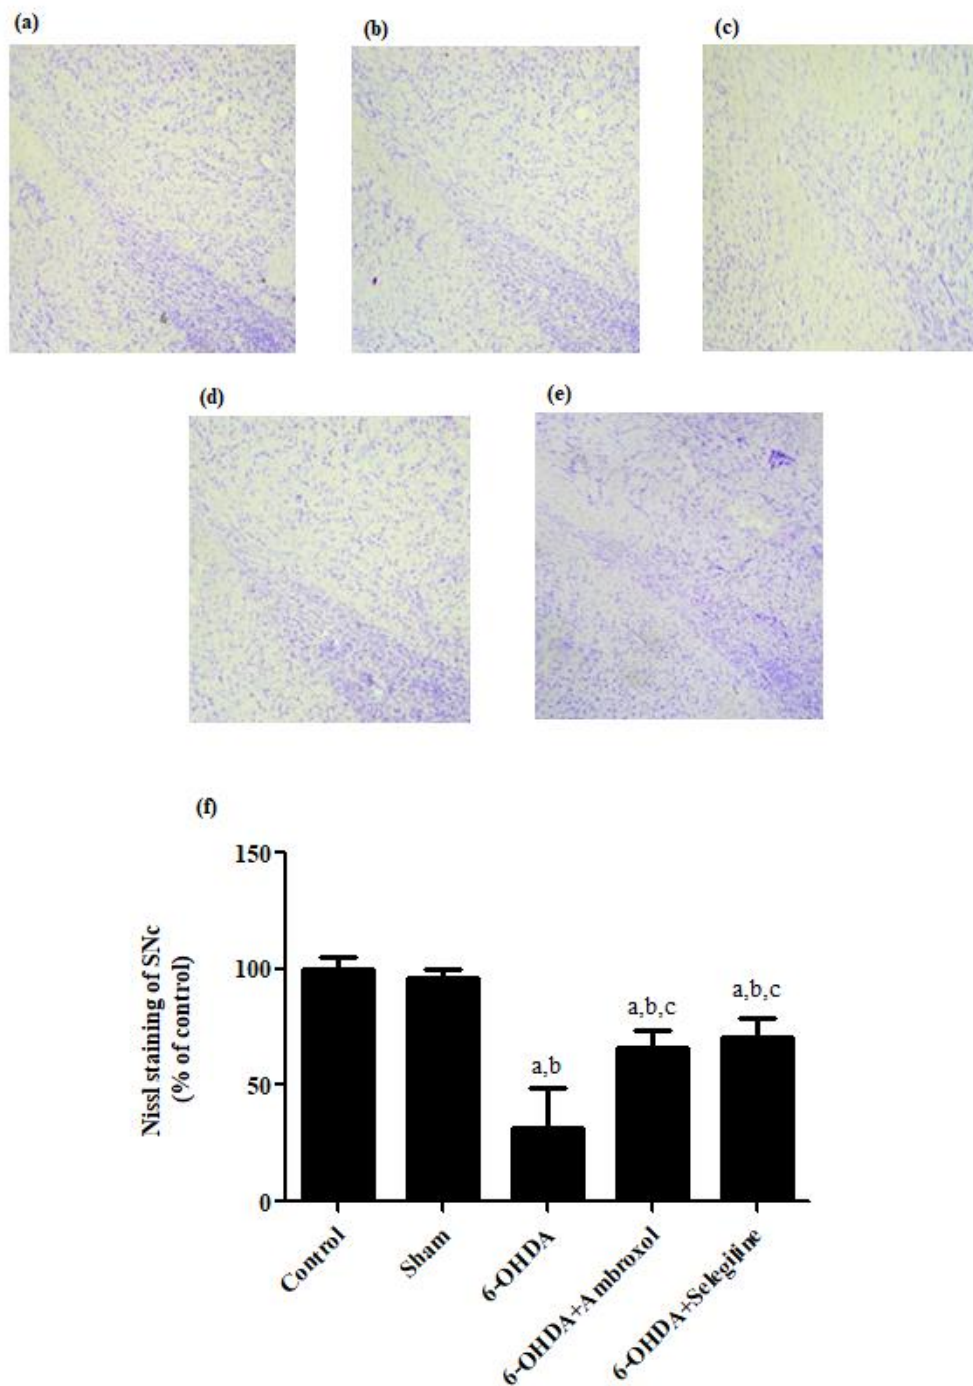 (a)
(b)
(c)
(d)
(e)
(f)
Nissl staining of SNc
(% of control)
150
100
50
0
a,b
a,b,c
a,b,c
Control
Sham
6-OHDA
6-OHDA+Ambroxol
6-OHDA+Selegiline